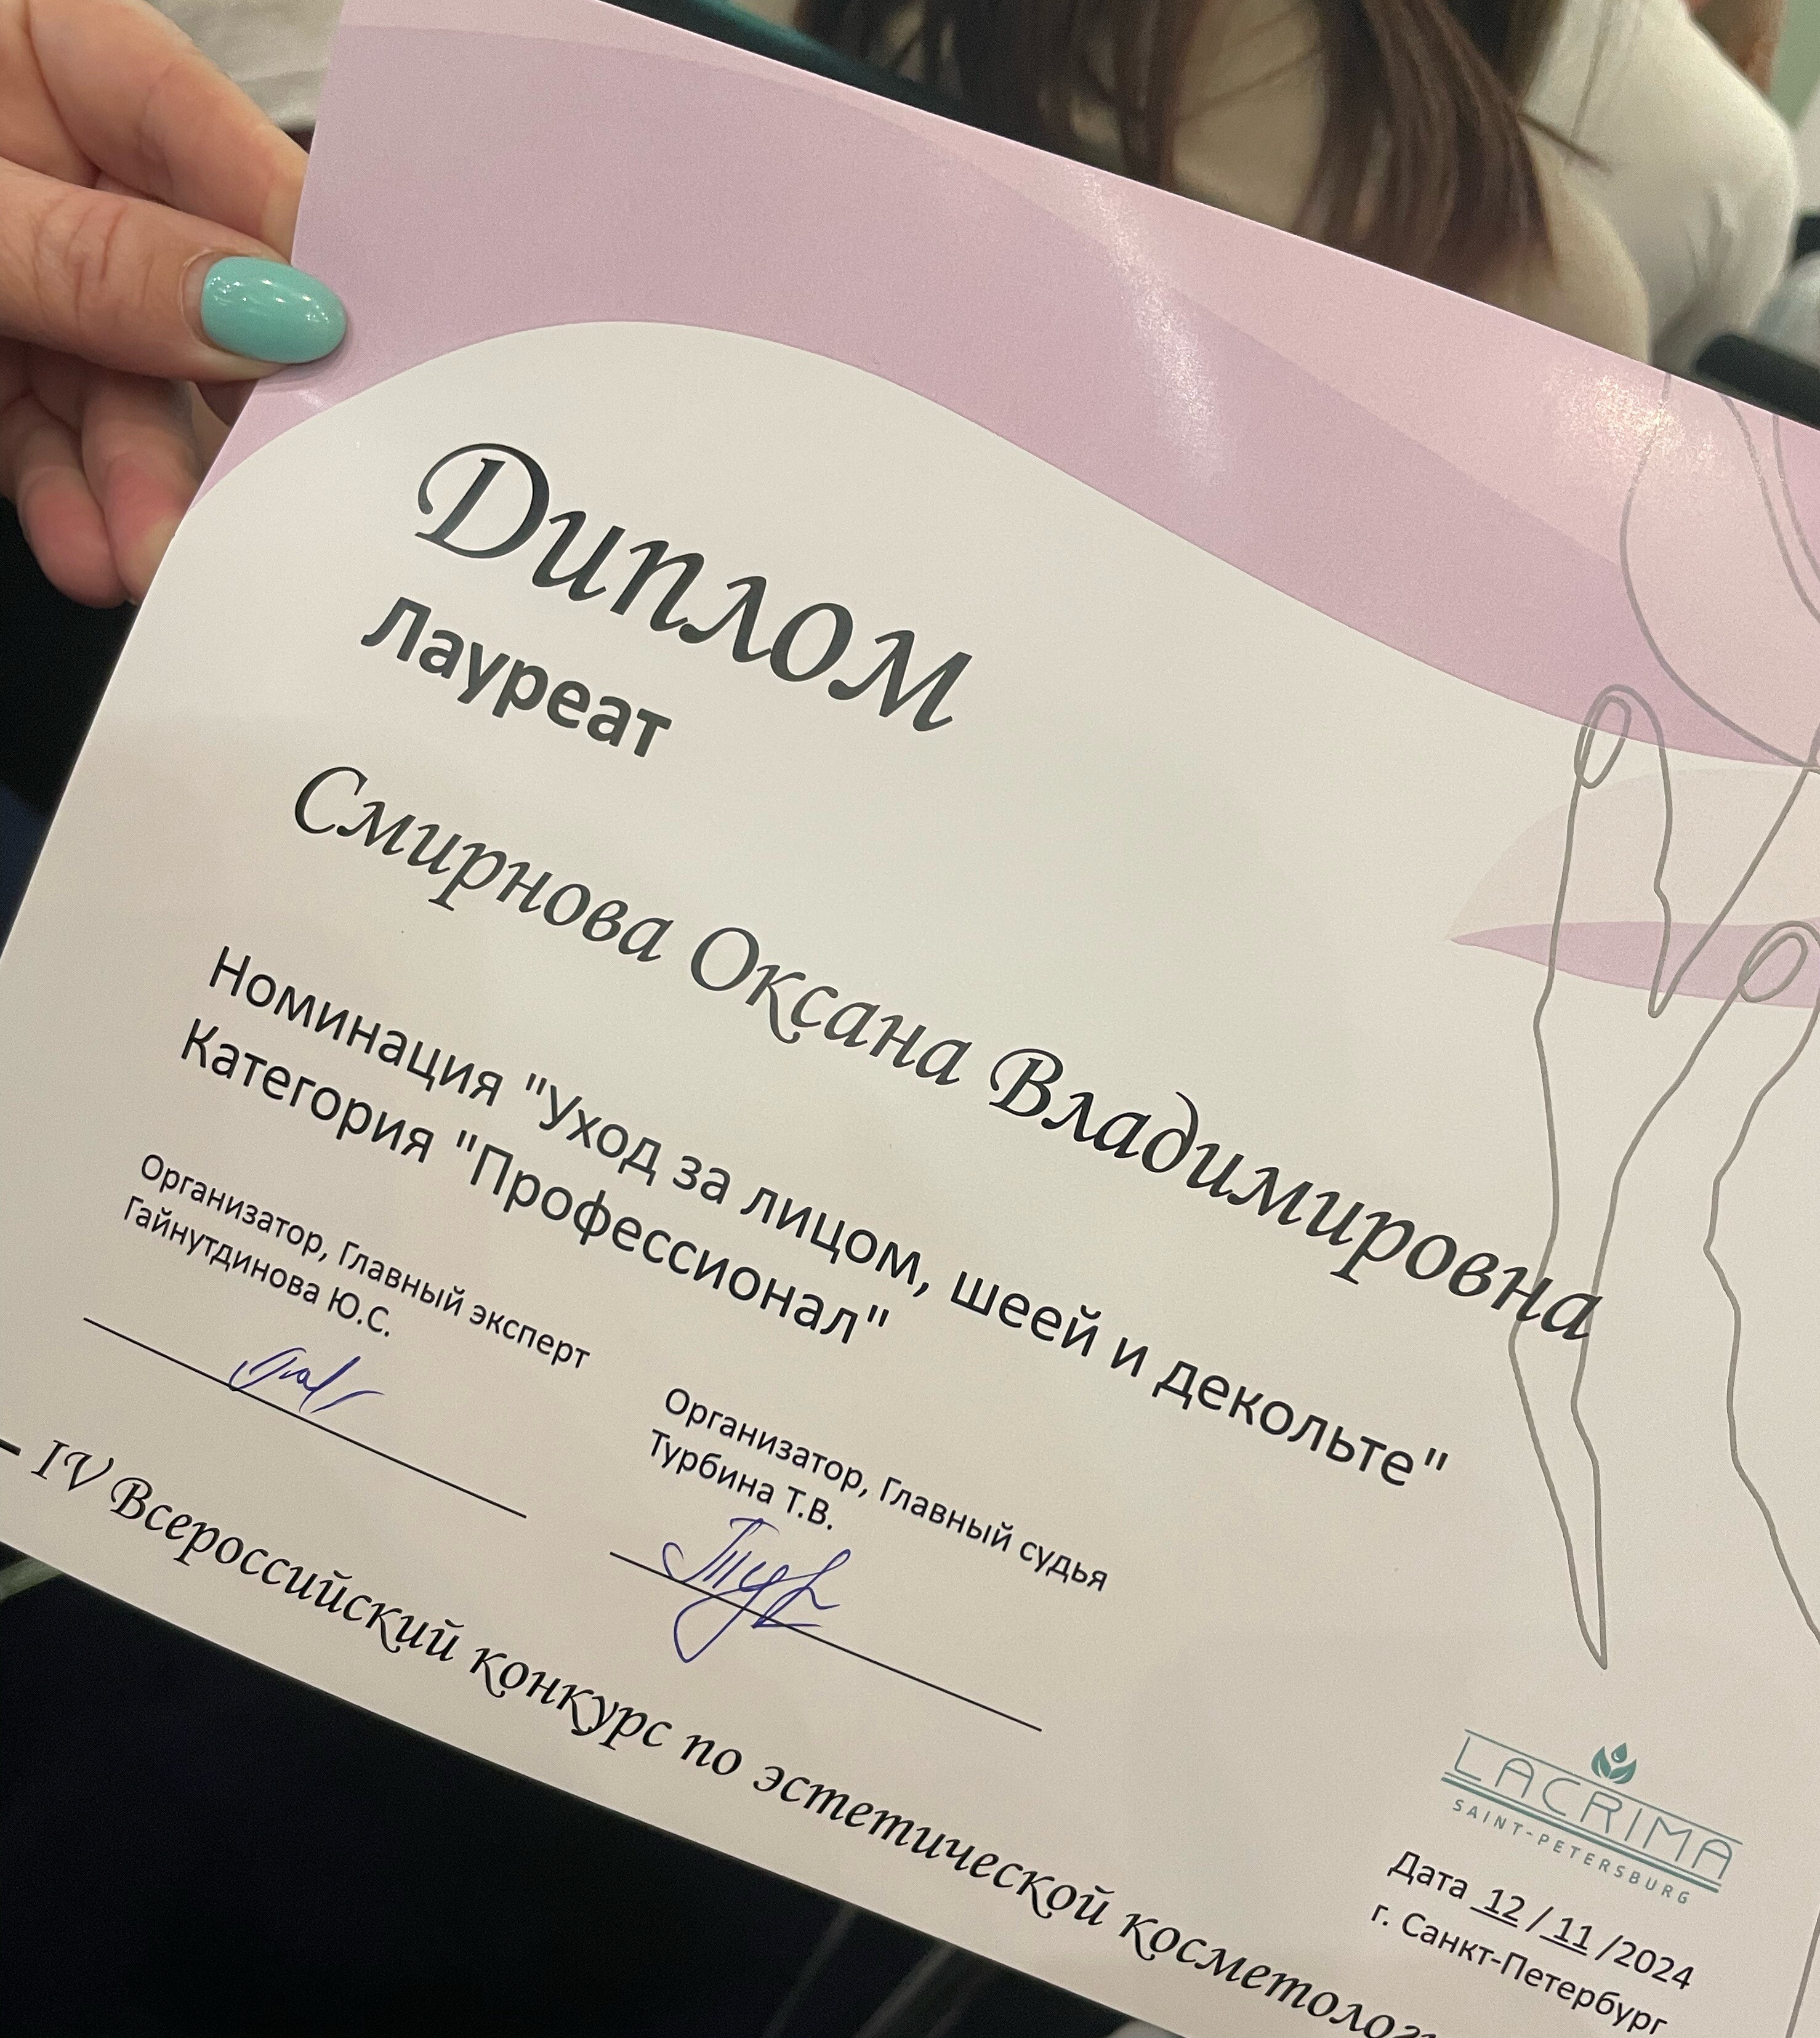 Диплом
Лауреат
Смирнова Оксана Владимировна
Номинация "Уход за лицом, шеей и декольте"
Категория "Профессионал"
Организатор, Главный эксперт
Гайнутдинова Ю.С.
Организатор, Главный судья
Турбина Т.В.
IV Всероссийский конкурс по эстетической
LACRIMA
SAINT-PETERSBURG
Дата 12 / 11 /2024
г. Санкт-Петербург